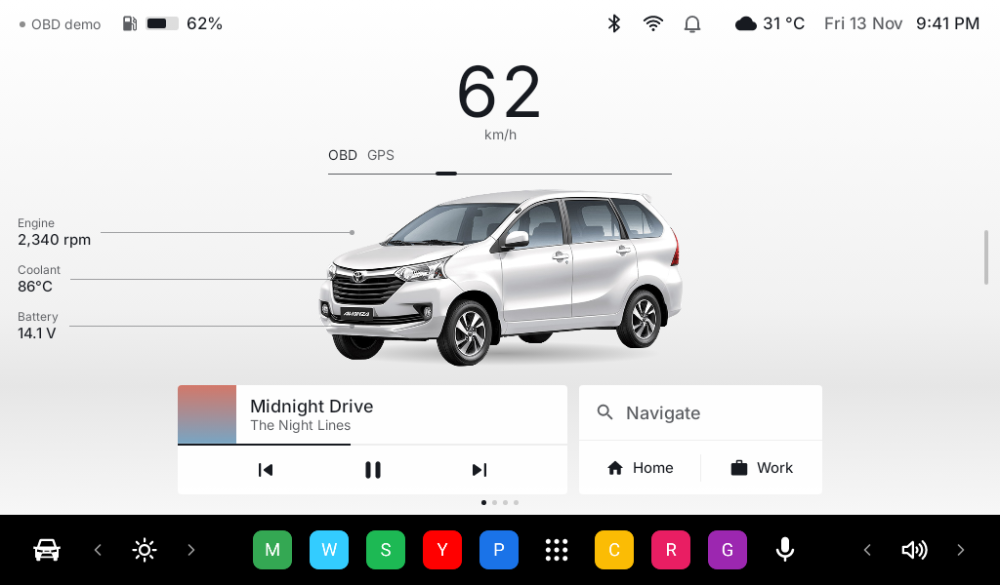 OBD demo
62%
31 °C
Fri 13 Nov
9:41 PM
62
km/h
OBD GPS
Engine
2,340 rpm
Coolant
86°C
Battery
14.1 V
AVANZA
Midnight Drive
The Night Lines
Navigate
Home
Work
M W S Y P C R G